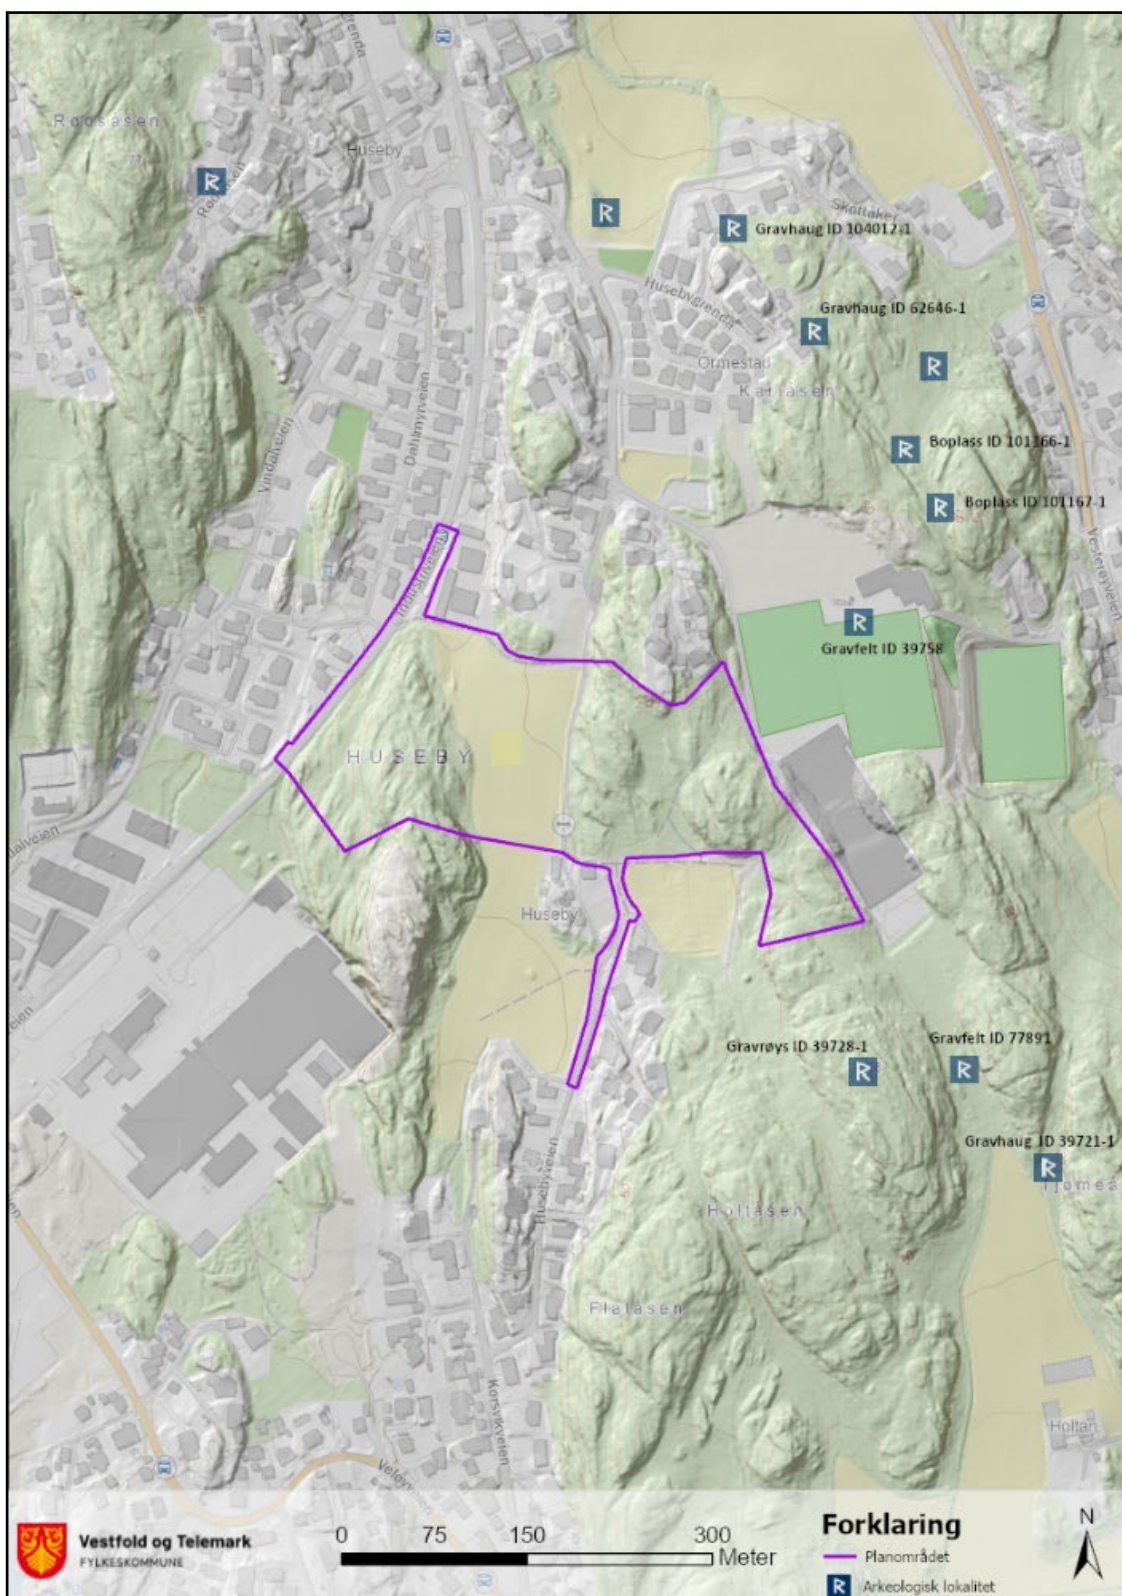 Rødsåsen
Huseby
Skottaker
Gravhaug ID 104012-1
Husebygrenda
Gravhaug ID 62646-1
Ormestad
Karlåsen
Dahlmyrveien
Vindalveien
Boplass ID 101166-1
Boplass ID 101167-1
Industriveien
Vesterøyveien
Gravfelt ID 39758
HUSEBY
Huseby
Gravrøys ID 39728-1
Gravfelt ID 77891
Gravhaug ID 39721-1
Husebyveien
Holtåsen
Flatåsen
Korsvikveien
Holtan
Vestfold og Telemark
FYLKESKOMMUNE
0 75 150 300
Meter
Forklaring
Planområdet
Arkeologisk lokalitet
N